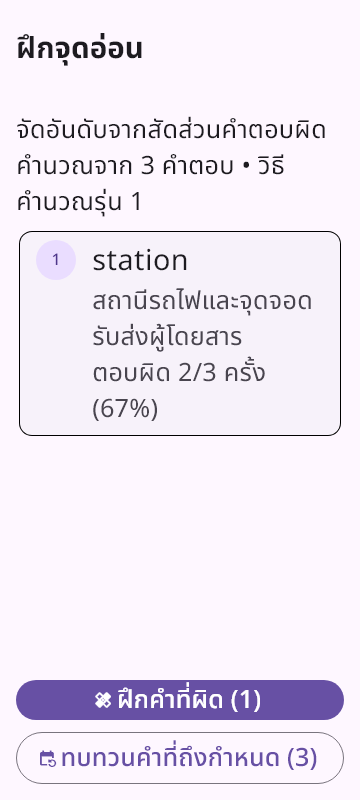 ฝึกจุดอ่อน
จัดอันดับจากสัดส่วนคำตอบผิด
คำนวณจาก 3 คำตอบ • วิธี
คำนวณรุ่น 1
1
station
สถานีรถไฟและจุดจอด
รับส่งผู้โดยสาร
ตอบผิด 2/3 ครั้ง
(67%)
ฝึกคำที่ผิด (1)
ทบทวนคำที่ถึงกำหนด (3)